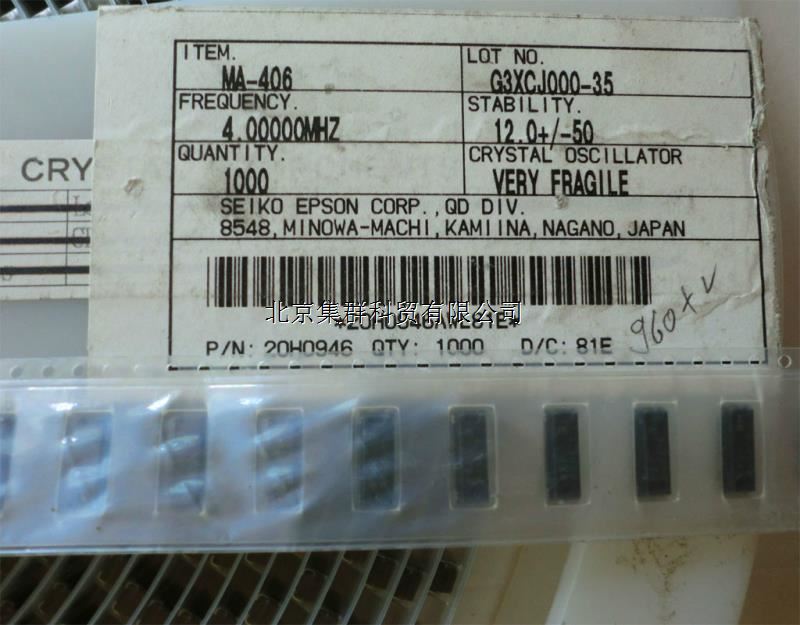 ITEM. LOT NO.
MA-406 G3XCJ000-35
FREQUENCY. STABILITY.
4.00000MHZ 12.0+/-50
QUANTITY. CRYSTAL OSCILLATOR
1000 VERY FRAGILE
CRY
SEIKO EPSON CORP.,QD DIV.
8548,MINOWA-MACHI,KAMIINA,NAGANO,JAPAN
北京集群科贸有限公司
P/N: 20H0946 QTY: 1000 D/C: 81E
960+v